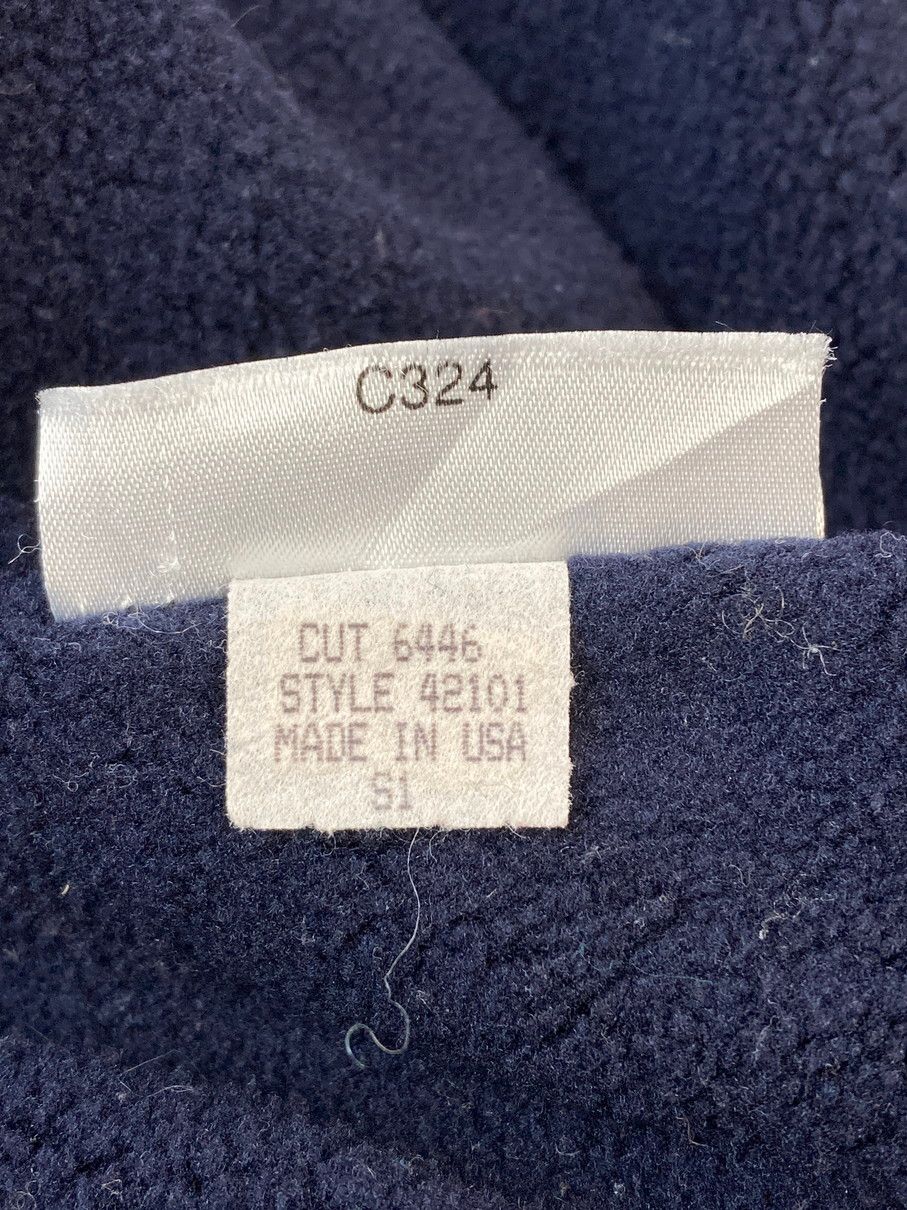 C324
CUT 6446
STYLE 42101
MADE IN USA
S1